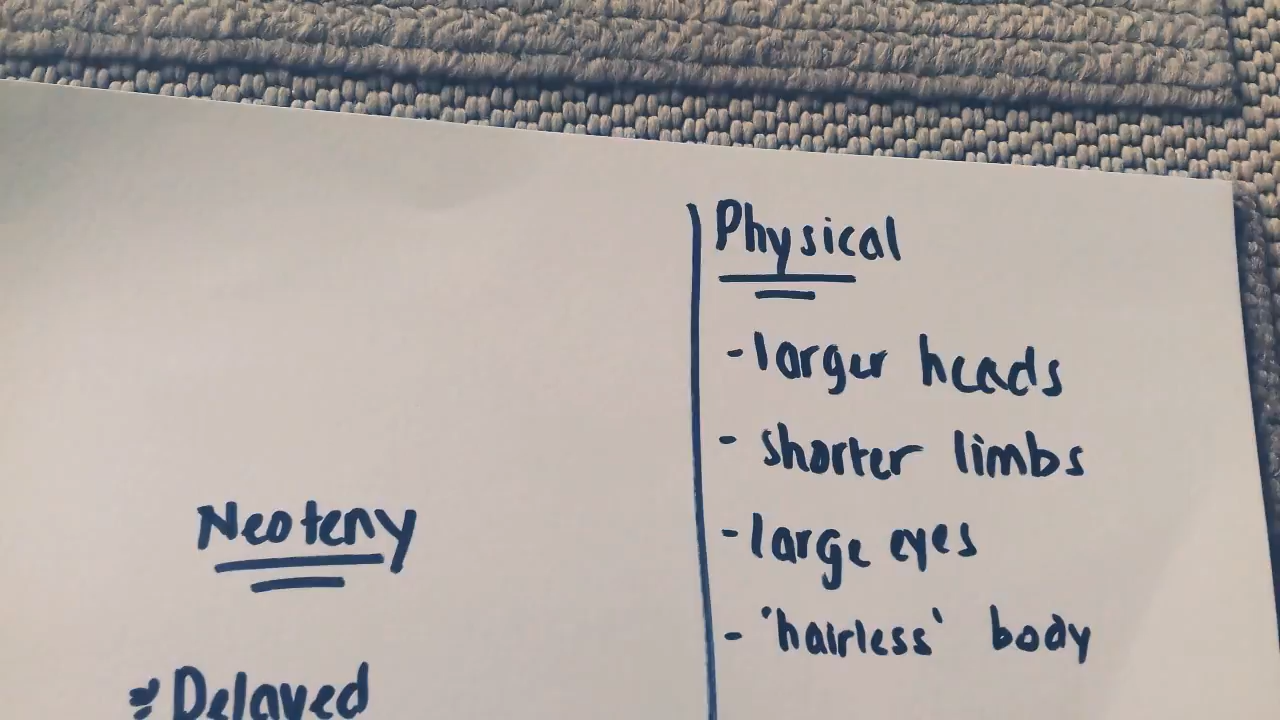 Neoteny
Delayed
Physical
- larger heads
- shorter limbs
- large eyes
- 'hairless' body